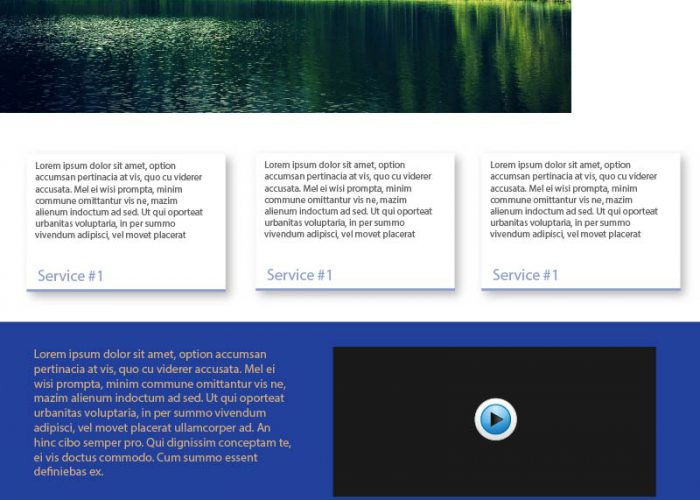 Lorem ipsum dolor sit amet, option
accumsan pertinacia at vis, quo cu viderer
accusata. Mel ei wisi prompta, minim
commune omittantur vis ne, mazim
alienum indoctum ad sed. Ut qui oporteat
urbanitas voluptaria, in per summo
vivendum adipisci, vel movet placerat
Service #1
Lorem ipsum dolor sit amet, option
accumsan pertinacia at vis, quo cu viderer
accusata. Mel ei wisi prompta, minim
commune omittantur vis ne, mazim
alienum indoctum ad sed. Ut qui oporteat
urbanitas voluptaria, in per summo
vivendum adipisci, vel movet placerat
Service #1
Lorem ipsum dolor sit amet, option
accumsan pertinacia at vis, quo cu viderer
accusata. Mel ei wisi prompta, minim
commune omittantur vis ne, mazim
alienum indoctum ad sed. Ut qui oporteat
urbanitas voluptaria, in per summo
vivendum adipisci, vel movet placerat
Service #1
Lorem ipsum dolor sit amet, option accumsan
pertinacia at vis, quo cu viderer accusata. Mel ei
wisi prompta, minim commune omittantur vis ne,
mazim alienum indoctum ad sed. Ut qui oporteat
urbanitas voluptaria, in per summo vivendum
adipisci, vel movet placerat ullamcorper ad. An
hinc cibo semper pro. Qui dignissim conceptam te,
ei vis doctus commodo. Cum summo essent
definiebas ex.